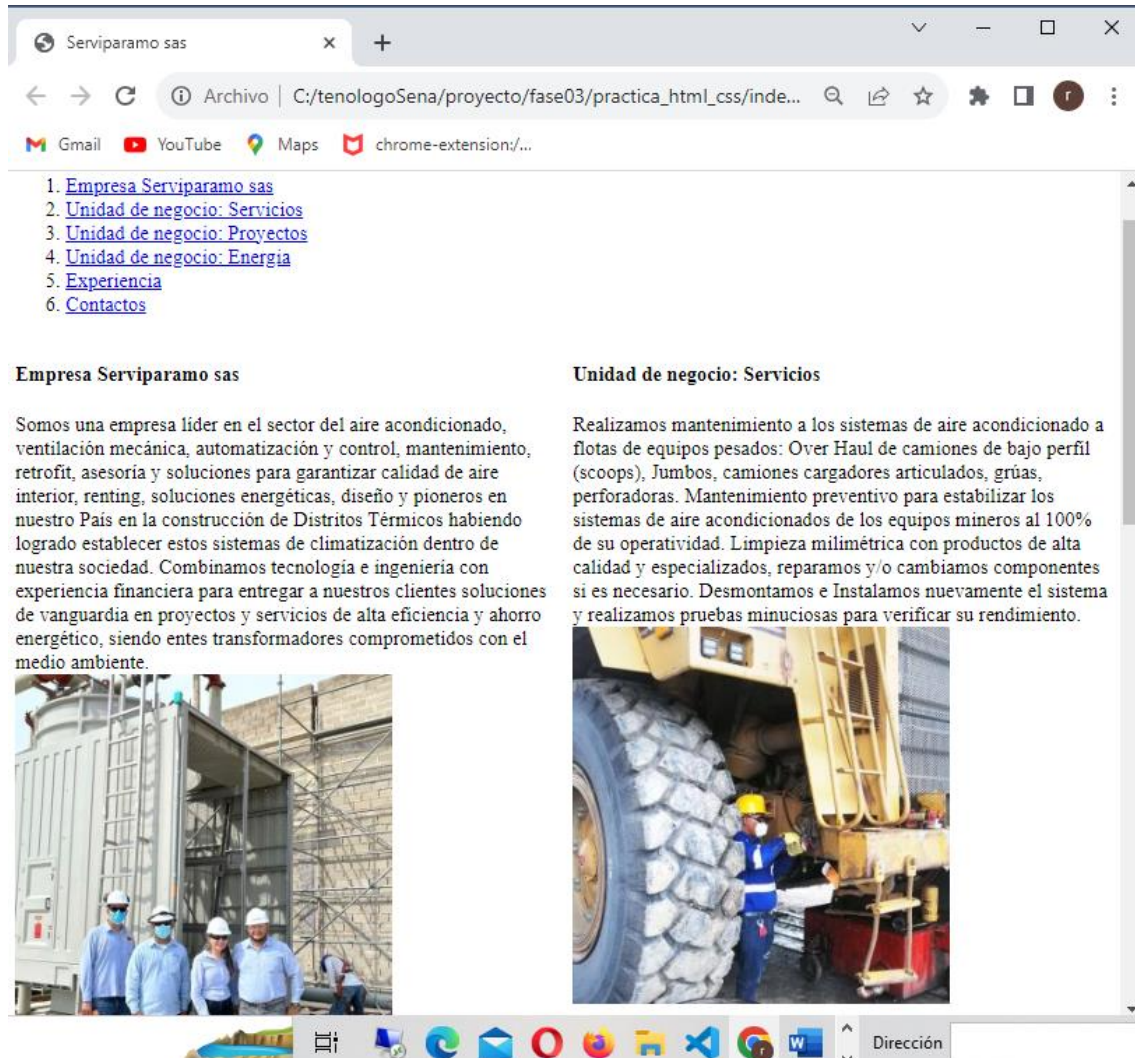 Serviparamo sas
Archivo | C:/tenologoSena/proyecto/fase03/practica_html_css/inde...
r
Gmail YouTube Maps chrome-extension:/...
1. Empresa Serviparamo sas
2. Unidad de negocio: Servicios
3. Unidad de negocio: Proyectos
4. Unidad de negocio: Energia
5. Experiencia
6. Contactos
Empresa Serviparamo sas
Somos una empresa líder en el sector del aire acondicionado,
ventilación mecánica, automatización y control, mantenimiento,
retrofit, asesoría y soluciones para garantizar calidad de aire
interior, renting, soluciones energéticas, diseño y pioneros en
nuestro País en la construcción de Distritos Térmicos habiendo
logrado establecer estos sistemas de climatización dentro de
nuestra sociedad. Combinamos tecnología e ingeniería con
experiencia financiera para entregar a nuestros clientes soluciones
de vanguardia en proyectos y servicios de alta eficiencia y ahorro
energético, siendo entes transformadores comprometidos con el
medio ambiente.
Unidad de negocio: Servicios
Realizamos mantenimiento a los sistemas de aire acondicionado a
flotas de equipos pesados: Over Haul de camiones de bajo perfil
(scoops), Jumbos, camiones cargadores articulados, grúas,
perforadoras. Mantenimiento preventivo para estabilizar los
sistemas de aire acondicionados de los equipos mineros al 100%
de su operatividad. Limpieza milimétrica con productos de alta
calidad y especializados, reparamos y/o cambiamos componentes
si es necesario. Desmontamos e Instalamos nuevamente el sistema
y realizamos pruebas minuciosas para verificar su rendimiento.
Dirección